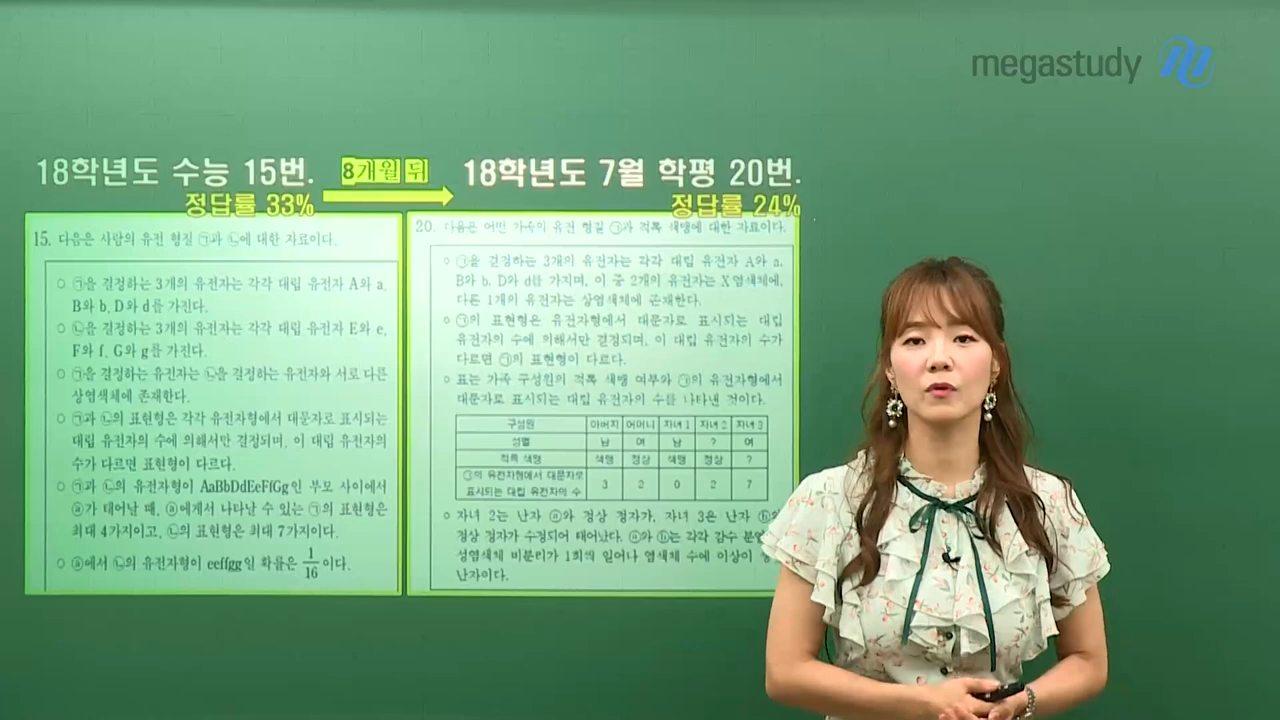 megastudy
18학년도 수능 15번.
8개월 뒤
18학년도 7월 학평 20번.
정답률 33%
정답률 24%
15. 다음은 사람의 유전 형질 ㉠과 ㉡에 대한 자료이다.
○ ㉠을 결정하는 3개의 유전자는 각각 대립 유전자 A와 a,
B와 b, D와 d를 가진다.
○ ㉡을 결정하는 3개의 유전자는 각각 대립 유전자 E와 e,
F와 f, G와 g를 가진다.
○ ㉠을 결정하는 유전자는 ㉡을 결정하는 유전자와 서로 다른
상염색체에 존재한다.
○ ㉠과 ㉡의 표현형은 각각 유전자형에서 대문자로 표시되는
대립 유전자의 수에 의해서만 결정되며, 이 대립 유전자의
수가 다르면 표현형이 다르다.
○ ㉠과 ㉡의 유전자형이 AaBbDdEeFfGg인 부모 사이에서
ⓐ가 태어날 때, ⓐ에게서 나타날 수 있는 ㉠의 표현형은
최대 4가지이고, ㉡의 표현형은 최대 7가지이다.
○ ⓐ에서 ㉡의 유전자형이 eeffgg일 확률은 1/16 이다.
20. 다음은 어떤 가족의 유전 형질 ㉠과 적록 색맹에 대한 자료이다.
○ ㉠을 결정하는 3개의 유전자는 각각 대립 유전자 A와 a,
B와 b, D와 d를 가지며, 이 중 2개의 유전자는 X 염색체에,
다른 1개의 유전자는 상염색체에 존재한다.
○ ㉠의 표현형은 유전자형에서 대문자로 표시되는 대립
유전자의 수에 의해서만 결정되며, 이 대립 유전자의 수가
다르면 ㉠의 표현형이 다르다.
○ 표는 가족 구성원의 적록 색맹 여부와 ㉠의 유전자형에서
대문자로 표시되는 대립 유전자의 수를 나타낸 것이다.
구성원 아버지 어머니 자녀 1 자녀 2 자녀 3
성별 남 여 남 ? 여
적록 색맹 색맹 정상 색맹 정상 ?
㉠의 유전자형에서 대문자로
표시되는 대립 유전자의 수 3 2 0 2 7
○ 자녀 2는 난자 ⓐ와 정상 정자가, 자녀 3은 난자 ⓑ와
정상 정자가 수정되어 태어났다. ⓐ와 ⓑ는 각각 감수 분열
성염색체 비분리가 1회씩 일어나 염색체 수에 이상이
난자이다.